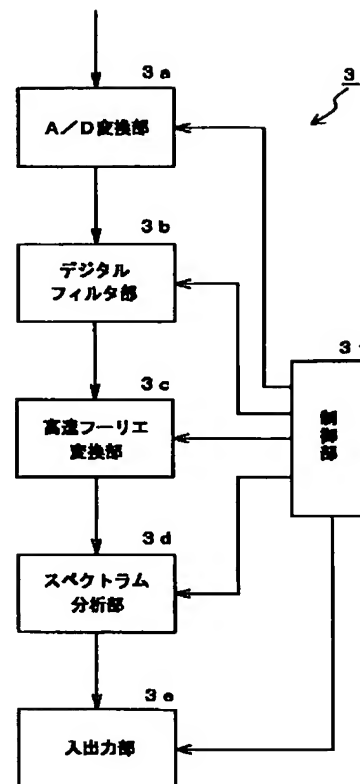 3a
3
A/D変換部
3b
デジタル
フィルタ部
3c
高速フーリエ
変換部
制御部
3d
スペクトラム
分析部
3e
入出力部